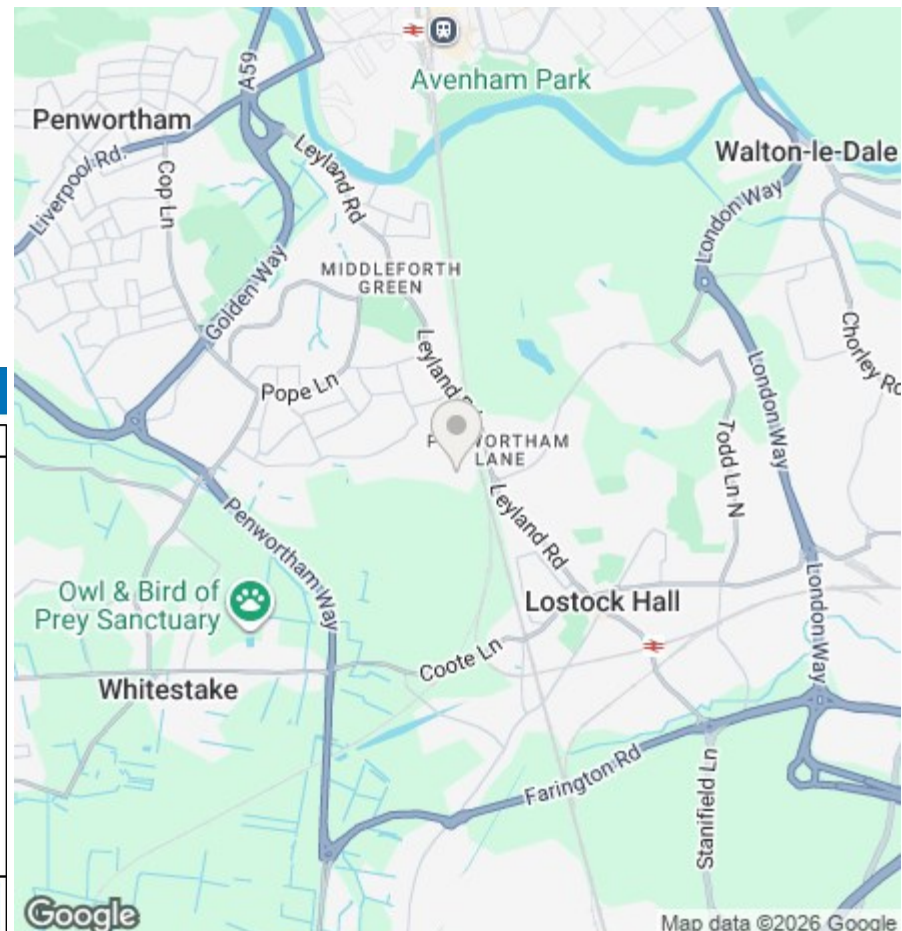 A59
Avenham Park
Penwortham
Walton-le-Dale
Liverpool Rd.
Cop Ln
Leyland Rd
London Way
MIDDLEFORTH
GREEN
Golden Way
Chorley Rd
Leyland Rd
London Way
Pope Ln
Todd Ln N
LANE
Leyland Rd
Penwortham Way
Owl & Bird of
Prey Sanctuary
Lostock Hall
London Way
Coote Ln
Whitestake
Farington Rd
Stanifield Ln
Google
Map data ©2026 Google